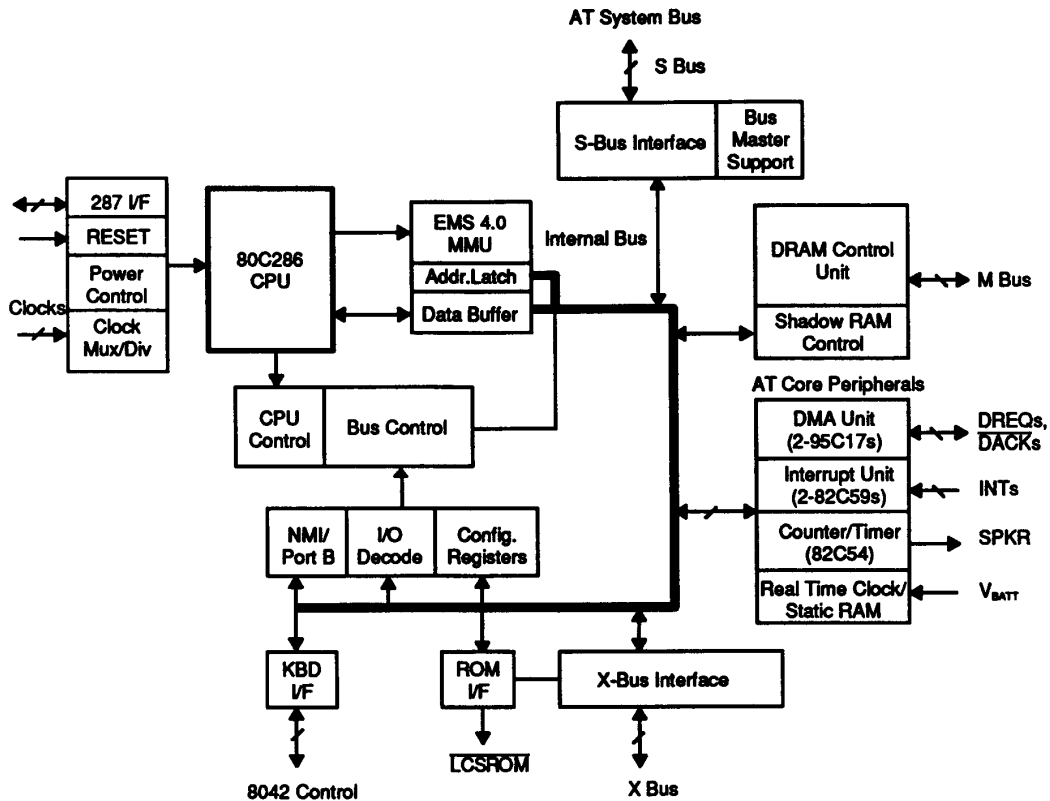 AT System Bus
S Bus
S-Bus Interface
Bus
Master
Support
287 I/F
RESET
Power
Control
Clocks
Clock
Mux/Div
80C286
CPU
EMS 4.0
MMU
Addr.Latch
Data Buffer
Internal Bus
DRAM Control
Unit
M Bus
Shadow RAM
Control
CPU
Control
Bus Control
AT Core Peripherals
DMA Unit
(2-95C17s)
DREQs,
DACKs
Interrupt Unit
(2-82C59s)
INTs
Counter/Timer
(82C54)
SPKR
Real Time Clock/
Static RAM
VBATT
NMI/
Port B
I/O
Decode
Config.
Registers
KBD
I/F
ROM
I/F
X-Bus Interface
8042 Control
LCSROM
X Bus